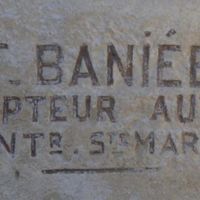 BANIÉ
PTEUR AU
NTR. STE MAR